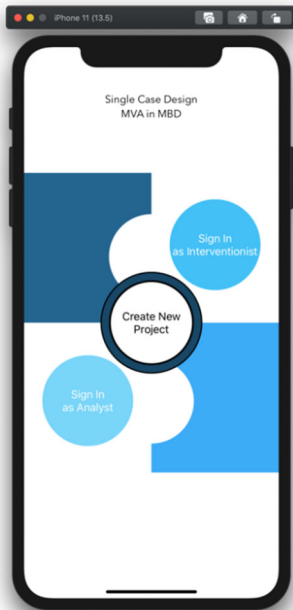 iPhone 11 (13.5)
Single Case Design
MVA in MBD
Sign In
as Interventionist
Create New
Project
Sign In
as Analyst